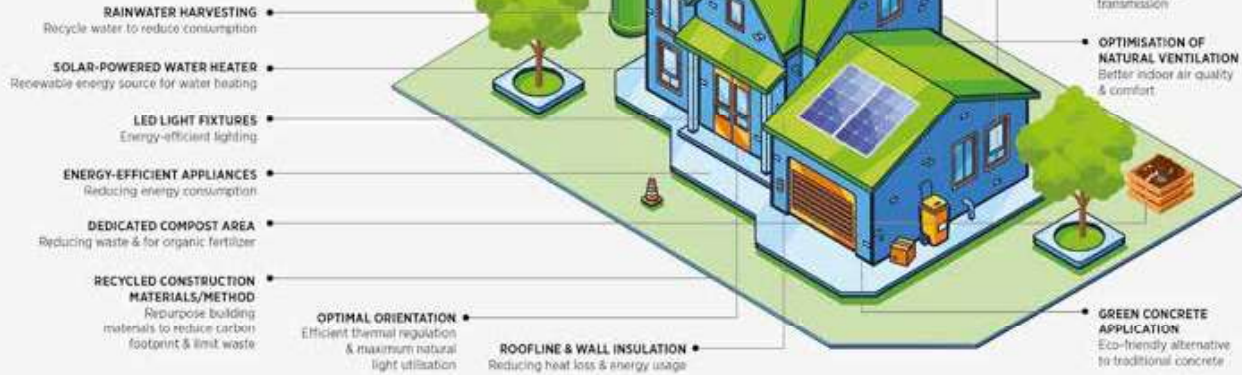 RAINWATER HARVESTING
Recycle water to reduce consumption
SOLAR-POWERED WATER HEATER
Renewable energy source for water heating
LED LIGHT FIXTURES
Energy-efficient lighting
ENERGY-EFFICIENT APPLIANCES
Reducing energy consumption
DEDICATED COMPOST AREA
Reducing waste & for organic fertilizer
RECYCLED CONSTRUCTION
MATERIALS/METHOD
Repurpose building
materials to reduce carbon
footprint & limit waste
OPTIMAL ORIENTATION
Efficient thermal regulation
& maximum natural
light utilisation
ROOFLINE & WALL INSULATION
Reducing heat loss & energy usage
transmission
OPTIMISATION OF
NATURAL VENTILATION
Better indoor air quality
& comfort
GREEN CONCRETE
APPLICATION
Eco-friendly alternative
to traditional concrete